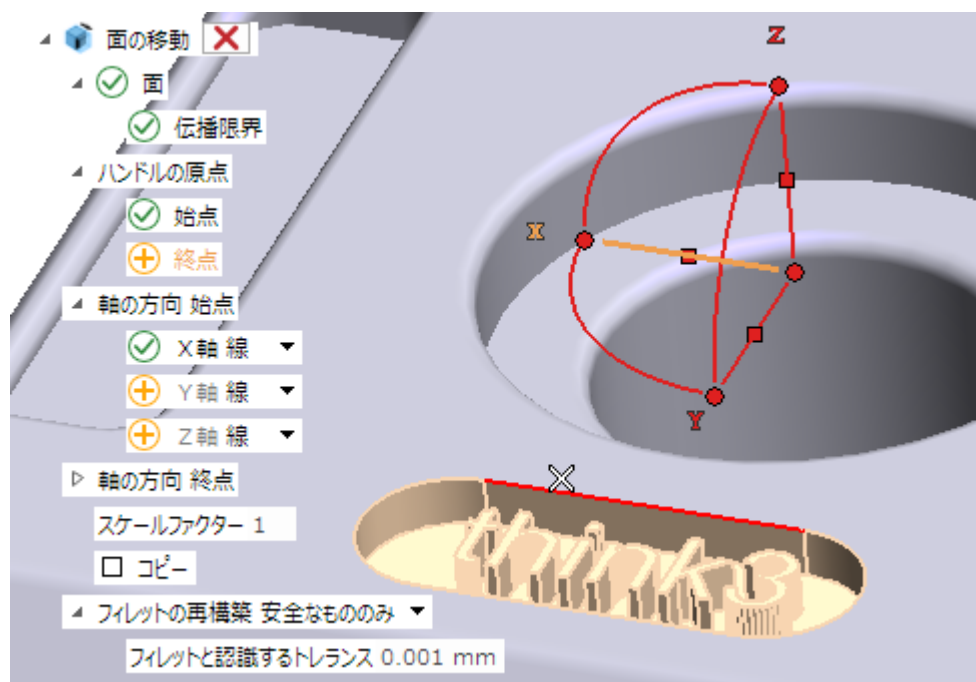 面の移動
面
伝播限界
ハンドルの原点
始点
終点
軸の方向 始点
X軸 線
Y軸 線
Z軸 線
軸の方向 終点
スケールファクター 1
コピー
フィレットの再構築 安全なもののみ
フィレットと認識するトレランス 0.001 mm
Z
X
Y
think3